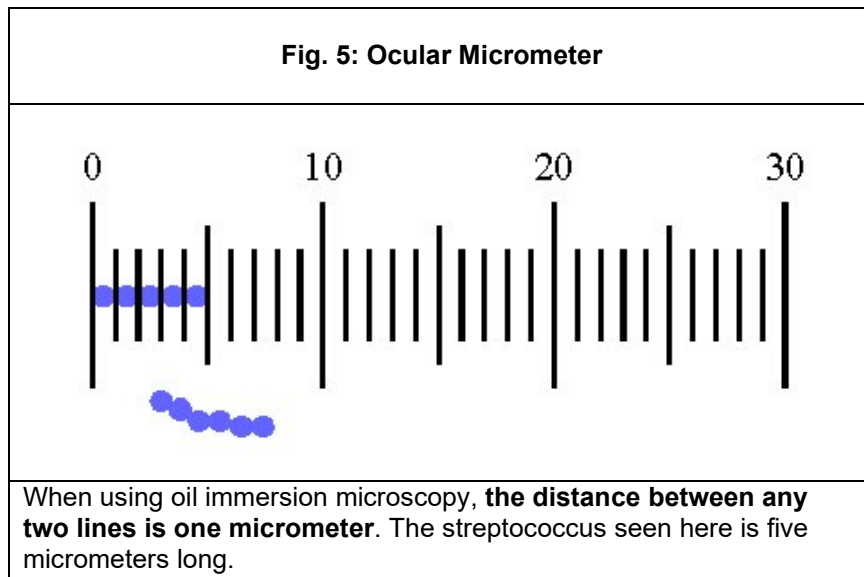 Fig. 5: Ocular Micrometer
0 10 20 30
When using oil immersion microscopy, the distance between any
two lines is one micrometer. The streptococcus seen here is five
micrometers long.